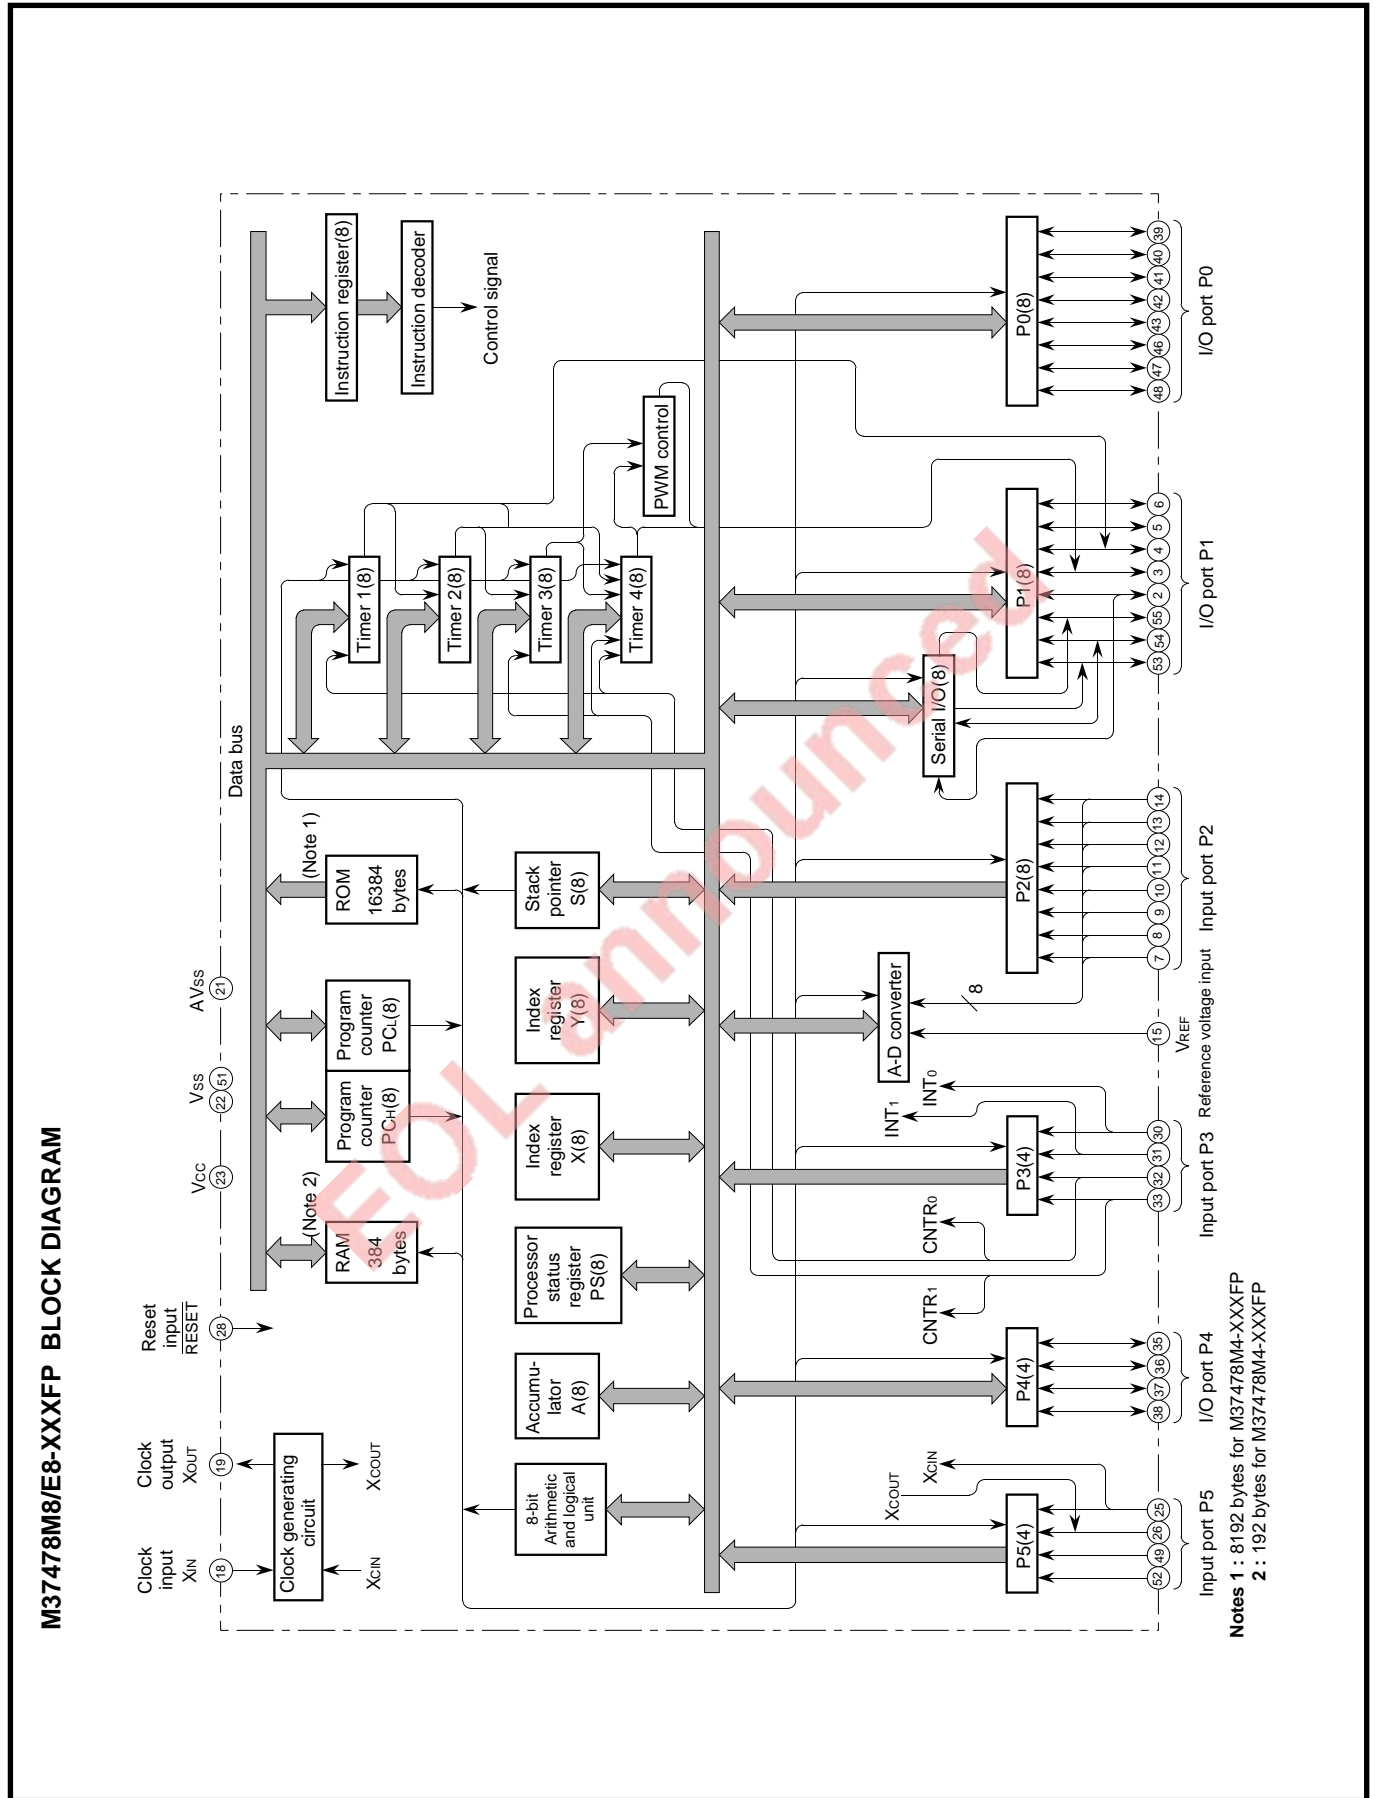 M37478M8/E8-XXXFP BLOCK DIAGRAM
Clock
input
XIN
18
Clock
output
XOUT
19
Reset
input
RESET
28
VCC
23
VSS
22
51
AVSS
21
Data bus
Clock generating
circuit
XCIN
XCOUT
RAM
384
bytes
(Note 2)
Program
counter
PCH(8)
Program
counter
PCL(8)
ROM
16384
bytes
(Note 1)
Instruction register(8)
Instruction decoder
Control signal
Timer 1(8)
Timer 2(8)
Timer 3(8)
Timer 4(8)
PWM control
8-bit
Arithmetic
and logical
unit
Accumu-
lator
A(8)
Processor
status
register
PS(8)
Index
register
X(8)
Index
register
Y(8)
Stack
pointer
S(8)
XCOUT
XCIN
CNTR1
CNTR0
INT1
INT0
A-D converter
8
Serial I/O(8)
P5(4)
P4(4)
P3(4)
P2(8)
P1(8)
P0(8)
52
49
26
25
38
37
36
35
33
32
31
30
15
7
8
9
10
11
12
13
14
53
54
55
2
3
4
5
6
48
47
46
43
42
41
40
39
Input port P5
I/O port P4
Input port P3
VREF
Reference voltage input
Input port P2
I/O port P1
I/O port P0
Notes 1 : 8192 bytes for M37478M4-XXXFP
2 : 192 bytes for M37478M4-XXXFP
EOL announced